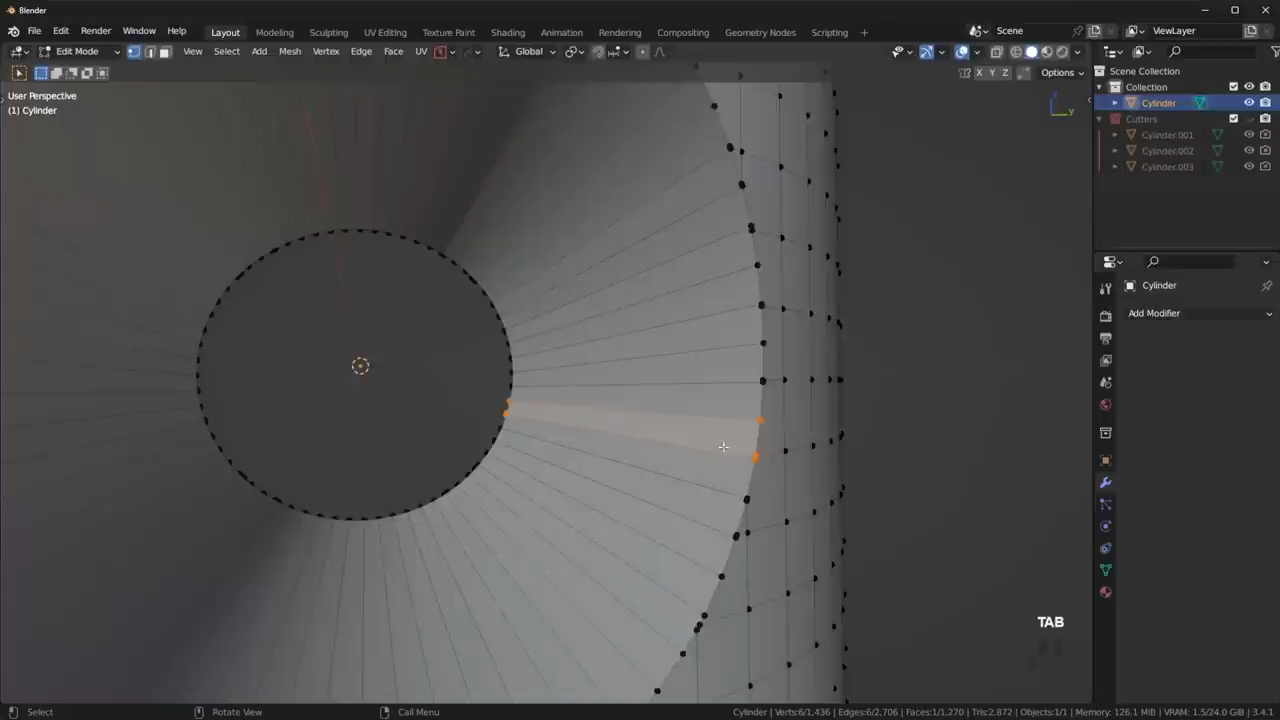 Blender
File Edit Render Window Help Layout Modeling Sculpting UV Editing Texture Paint Shading Animation Rendering Compositing Geometry Nodes Scripting + Scene ViewLayer
Edit Mode View Select Add Mesh Vertex Edge Face UV Global
X Y Z Options
User Perspective
(1) Cylinder
Y
Scene Collection
Collection
Cylinder
Cutters
Cylinder.001
Cylinder.002
Cylinder.003
Cylinder
Add Modifier
TAB
Select Rotate View Call Menu Cylinder | Verts:6/1,436 | Edges:6/2,706 | Faces:1/1,270 | Tris:2,872 | Objects:1/1 | Memory: 126.1 MiB | VRAM: 1.5/24.0 GiB | 3.4.1